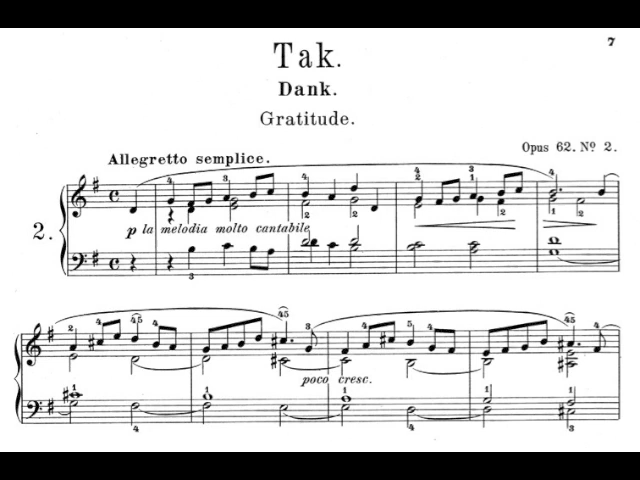 7
Tak.
Dank.
Gratitude.
Opus 62. Nº 2.
Allegretto semplice.
2.
p la melodia molto cantabile
poco cresc.